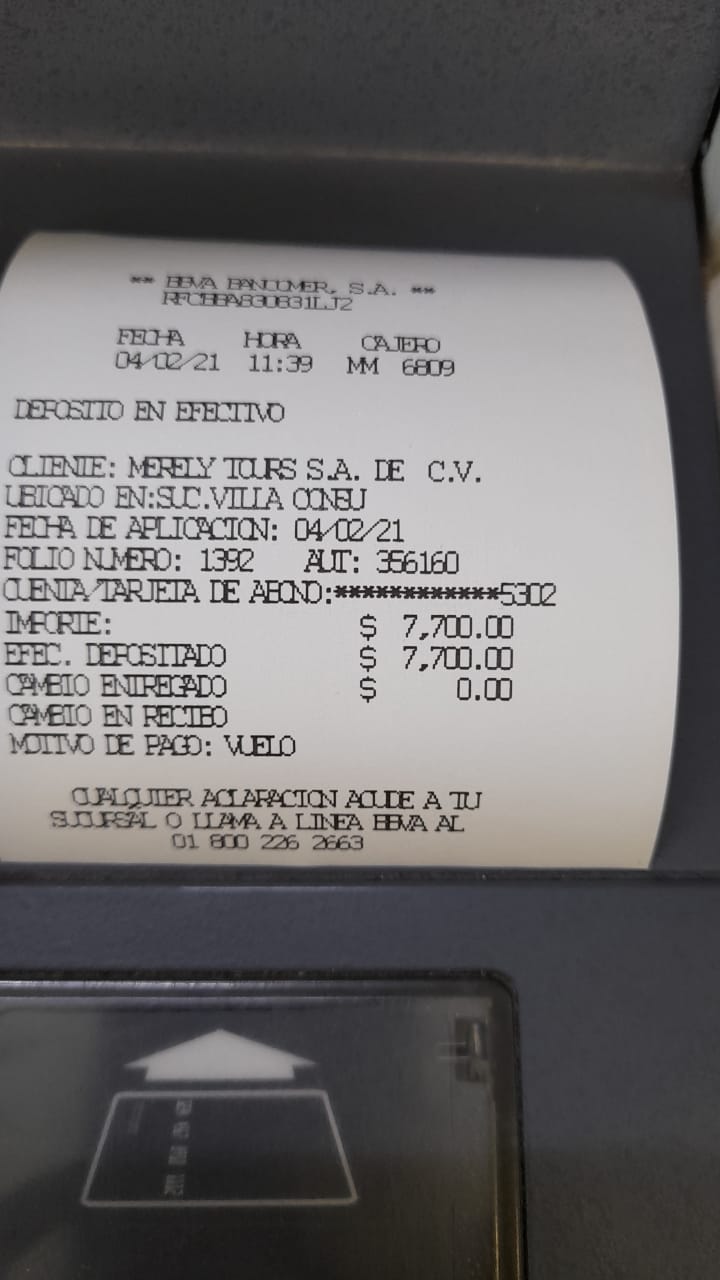 ** BBVA BANCOMER, S.A. **
RFC:BBA830831LJ2
FECHA HORA CAJERO
04/02/21 11:39 MM 6809
DEPOSITO EN EFECTIVO
CLIENTE: MERELY TOURS S.A. DE C.V.
UBICADO EN:SUC.VILLA CONSU
FECHA DE APLICACION: 04/02/21
FOLIO NUMERO: 1392 AUT: 356160
CUENTA/TARJETA DE ABONO:************5302
IMPORTE: $ 7,700.00
EFEC. DEPOSITADO $ 7,700.00
CAMBIO ENTREGADO $ 0.00
CAMBIO EN RECIBO
MOTIVO DE PAGO: VUELO
CUALQUIER ACLARACION ACUDE A TU
SUCURSAL O LLAMA A LINEA BBVA AL
01 800 226 2663